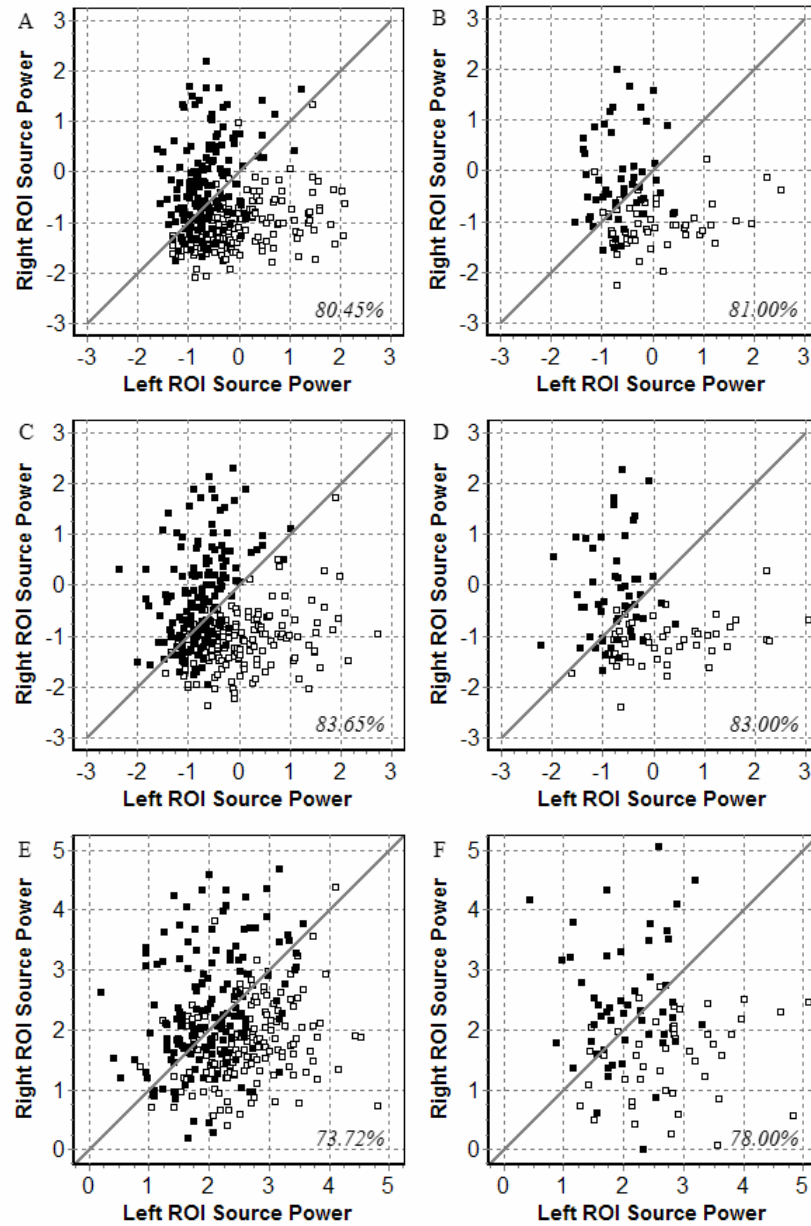 A
3
2
1
0
-1
-2
-3
Right ROI Source Power
80.45%
-3 -2 -1 0 1 2 3
Left ROI Source Power
B
3
2
1
0
-1
-2
-3
Right ROI Source Power
81.00%
-3 -2 -1 0 1 2 3
Left ROI Source Power
C
3
2
1
0
-1
-2
-3
Right ROI Source Power
83.65%
-3 -2 -1 0 1 2 3
Left ROI Source Power
D
3
2
1
0
-1
-2
-3
Right ROI Source Power
83.00%
-3 -2 -1 0 1 2 3
Left ROI Source Power
E
5
4
3
2
1
0
Right ROI Source Power
73.72%
0 1 2 3 4 5
Left ROI Source Power
F
5
4
3
2
1
0
Right ROI Source Power
78.00%
0 1 2 3 4 5
Left ROI Source Power